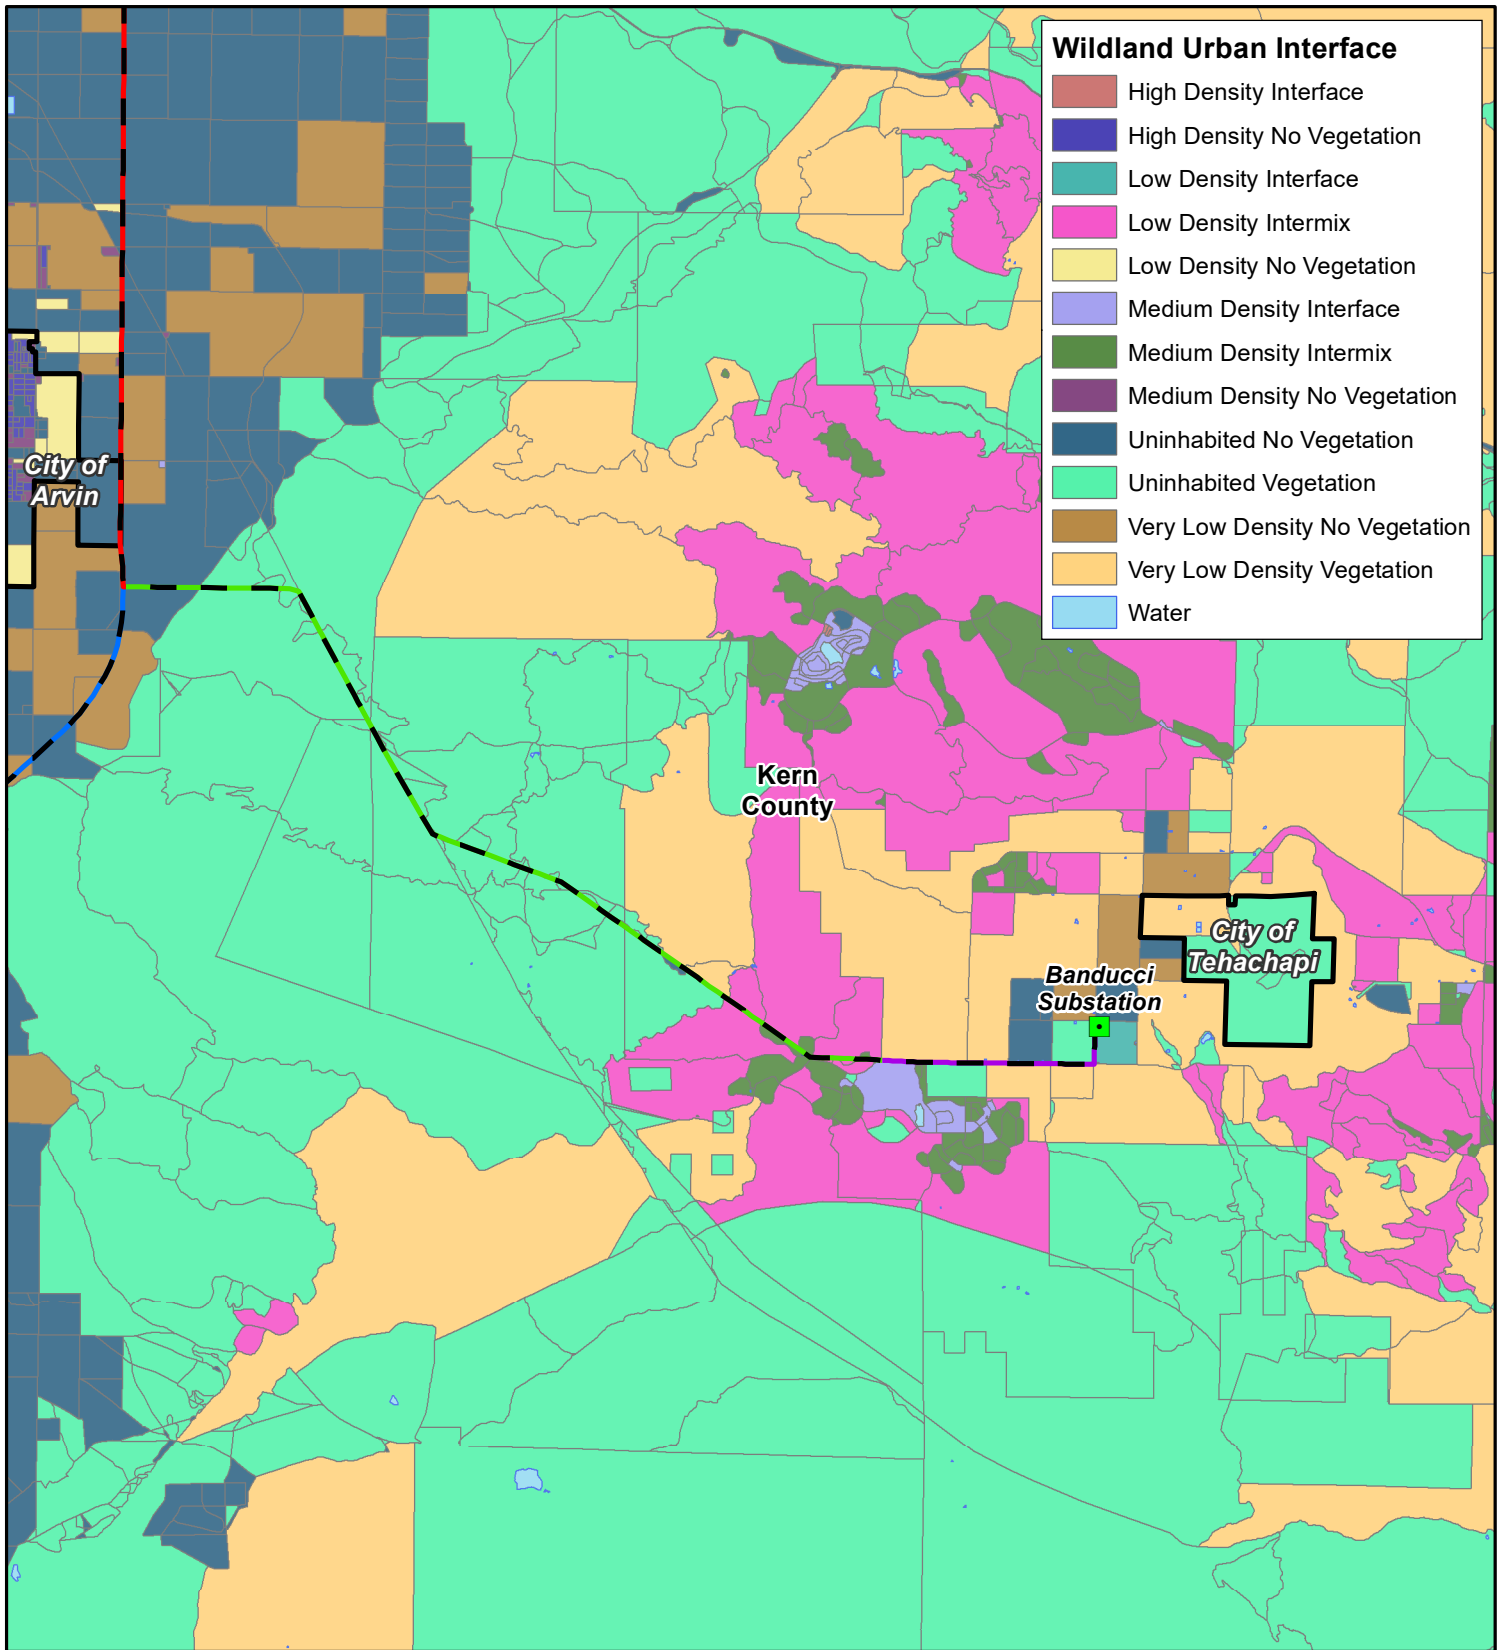 Wildland Urban Interface
High Density Interface
High Density No Vegetation
Low Density Interface
Low Density Intermix
Low Density No Vegetation
Medium Density Interface
Medium Density Intermix
Medium Density No Vegetation
Uninhabited No Vegetation
Uninhabited Vegetation
Very Low Density No Vegetation
Very Low Density Vegetation
Water
City of
Arvin
Kern
County
City of
Tehachapi
Banducci
Substation